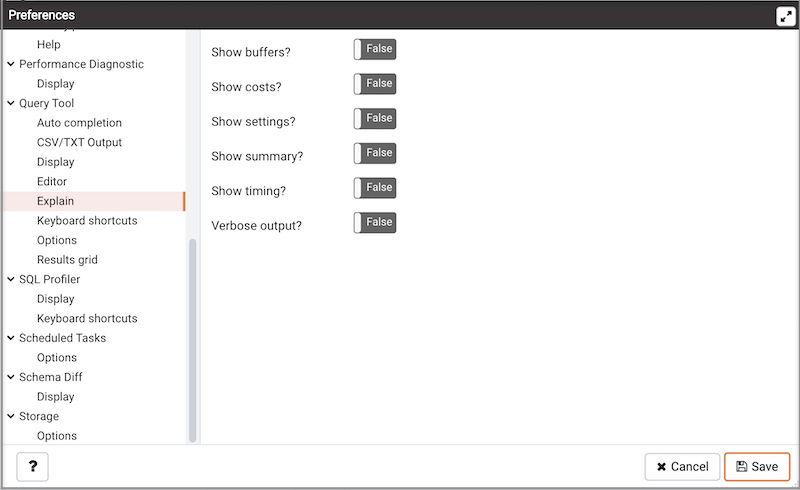 Preferences
Help
Performance Diagnostic
Display
Query Tool
Auto completion
CSV/TXT Output
Display
Editor
Explain
Keyboard shortcuts
Options
Results grid
SQL Profiler
Display
Keyboard shortcuts
Scheduled Tasks
Options
Schema Diff
Display
Storage
Options
Show buffers? False
Show costs? False
Show settings? False
Show summary? False
Show timing? False
Verbose output? False
? Cancel Save